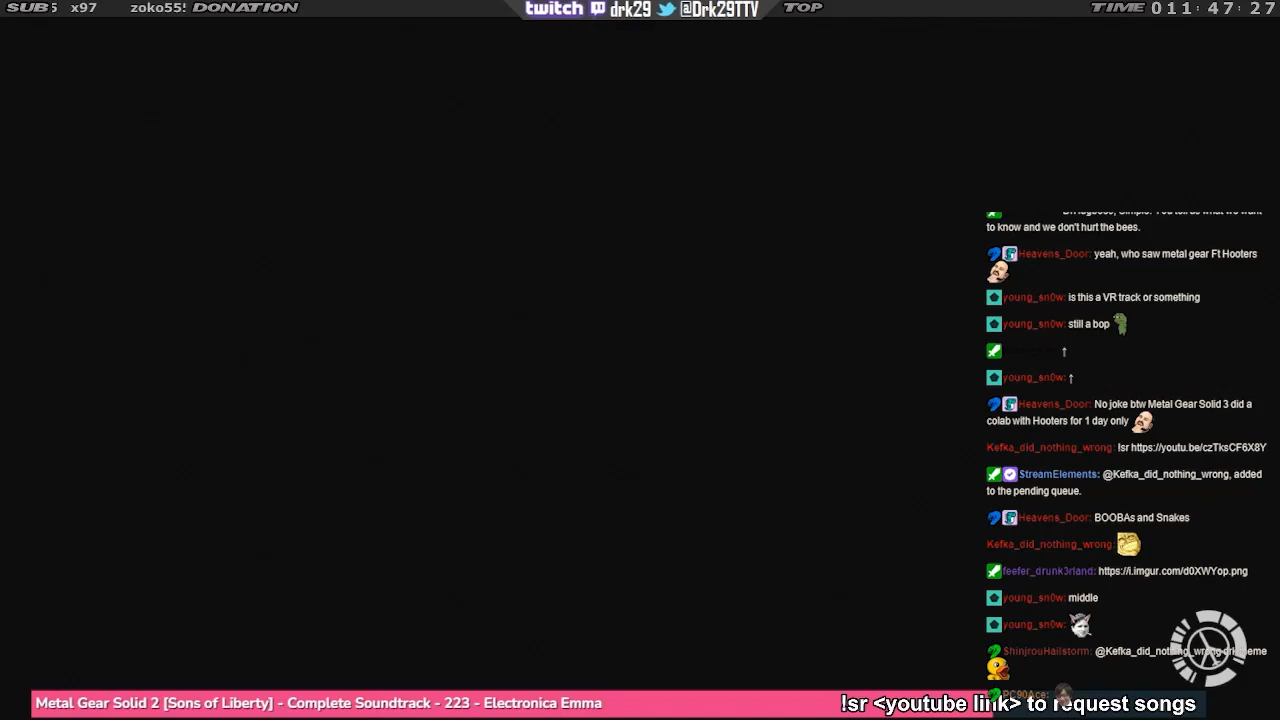 SUB: x97 zoko55! DONATION twitch drk29 @Drk29TTV TOP TIME 011:47:27
to know and we don't hurt the bees.
Heavens_Door: yeah, who saw metal gear Ft Hooters
young_sn0w: is this a VR track or something
young_sn0w: still a bop
↑
young_sn0w: ↑
Heavens_Door: No joke btw Metal Gear Solid 3 did a
colab with Hooters for 1 day only
Kefka_did_nothing_wrong: !sr https://youtu.be/czTksCF6X8Y
StreamElements: @Kefka_did_nothing_wrong, added
to the pending queue.
Heavens_Door: BOOBAs and Snakes
Kefka_did_nothing_wrong:
feefer_drunk3rland: https://i.imgur.com/d0XWYop.png
young_sn0w: middle
young_sn0w:
ShinjrouHailstorm: @Kefka_did_nothing_wrong
PC90Ace:
Metal Gear Solid 2 [Sons of Liberty] - Complete Soundtrack - 223 - Electronica Emma
!sr <youtube link> to request songs